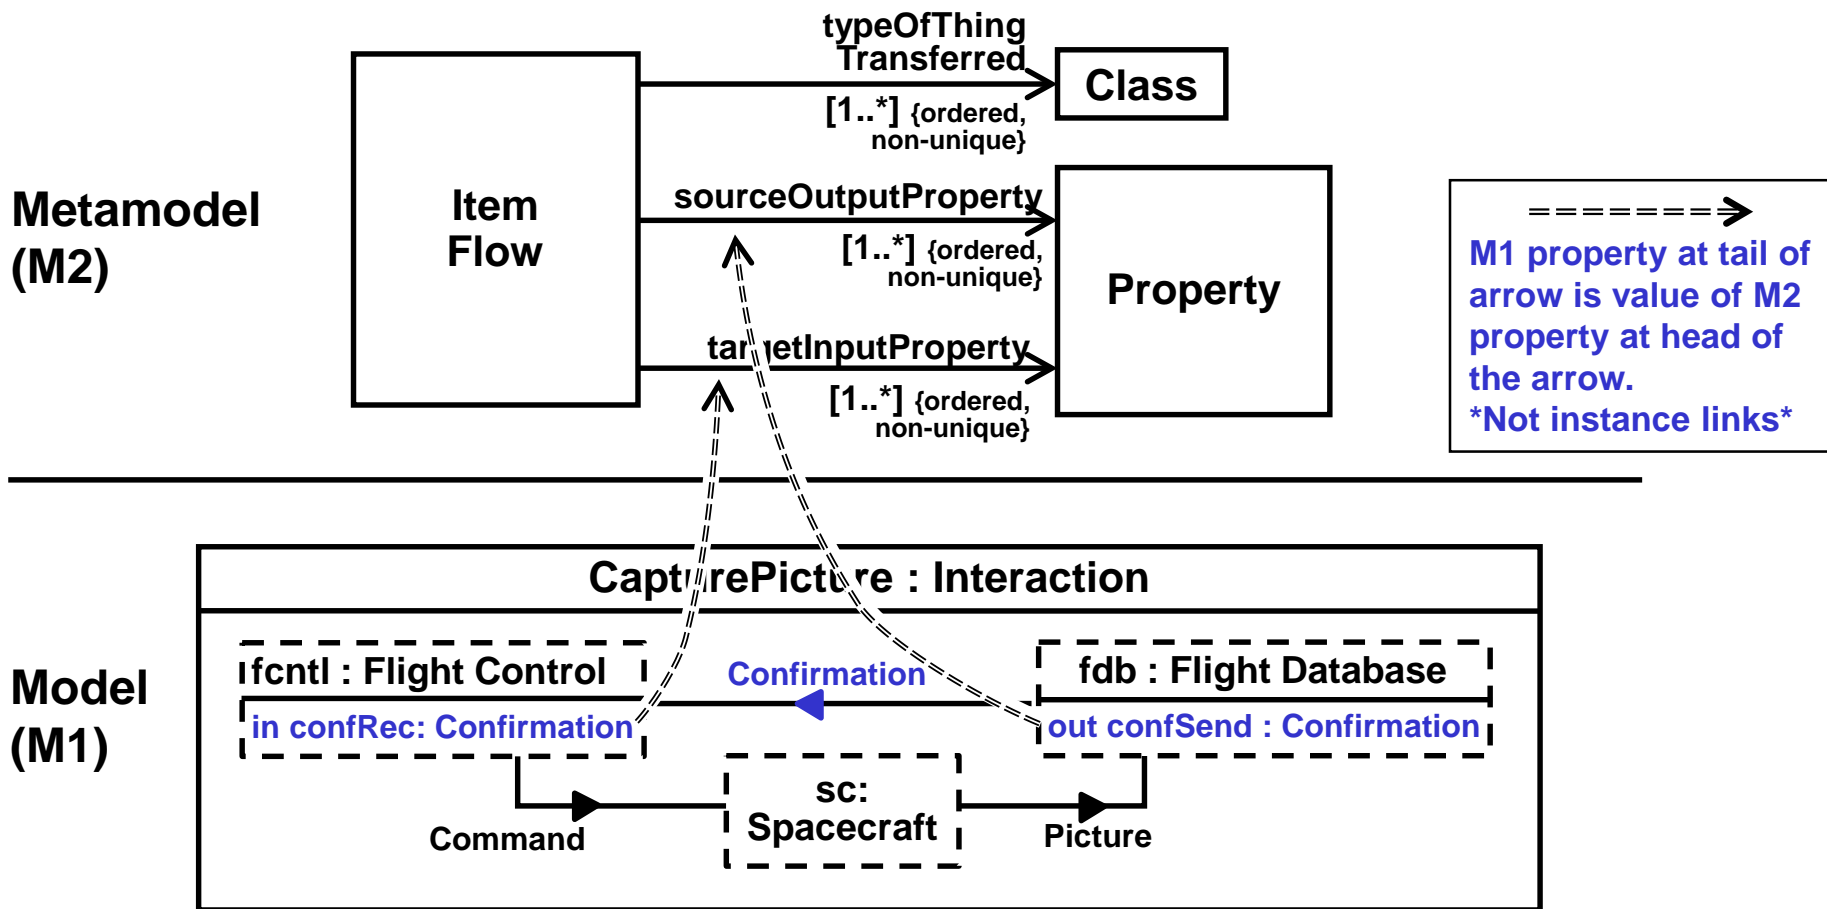 typeOfThing
Transferred
[1..*] {ordered,
non-unique}
Class
Metamodel
(M2)
Item
Flow
sourceOutputProperty
[1..*] {ordered,
non-unique}
targetInputProperty
[1..*] {ordered,
non-unique}
Property
M1 property at tail of
arrow is value of M2
property at head of
the arrow.
*Not instance links*
Model
(M1)
CapturePicture : Interaction
fcntl : Flight Control
in confRec: Confirmation
Confirmation
fdb : Flight Database
out confSend : Confirmation
Command
sc:
Spacecraft
Picture